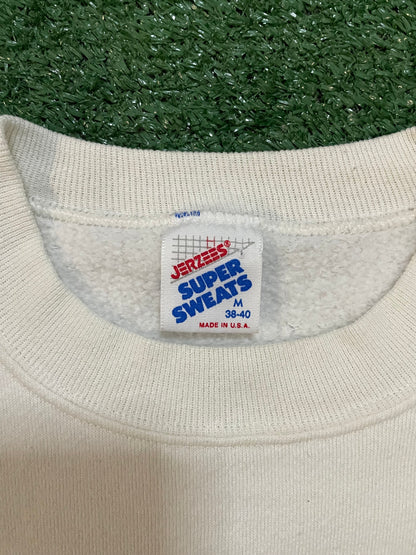 JERZEES®
SUPER
SWEATS
M
38-40
MADE IN U.S.A.